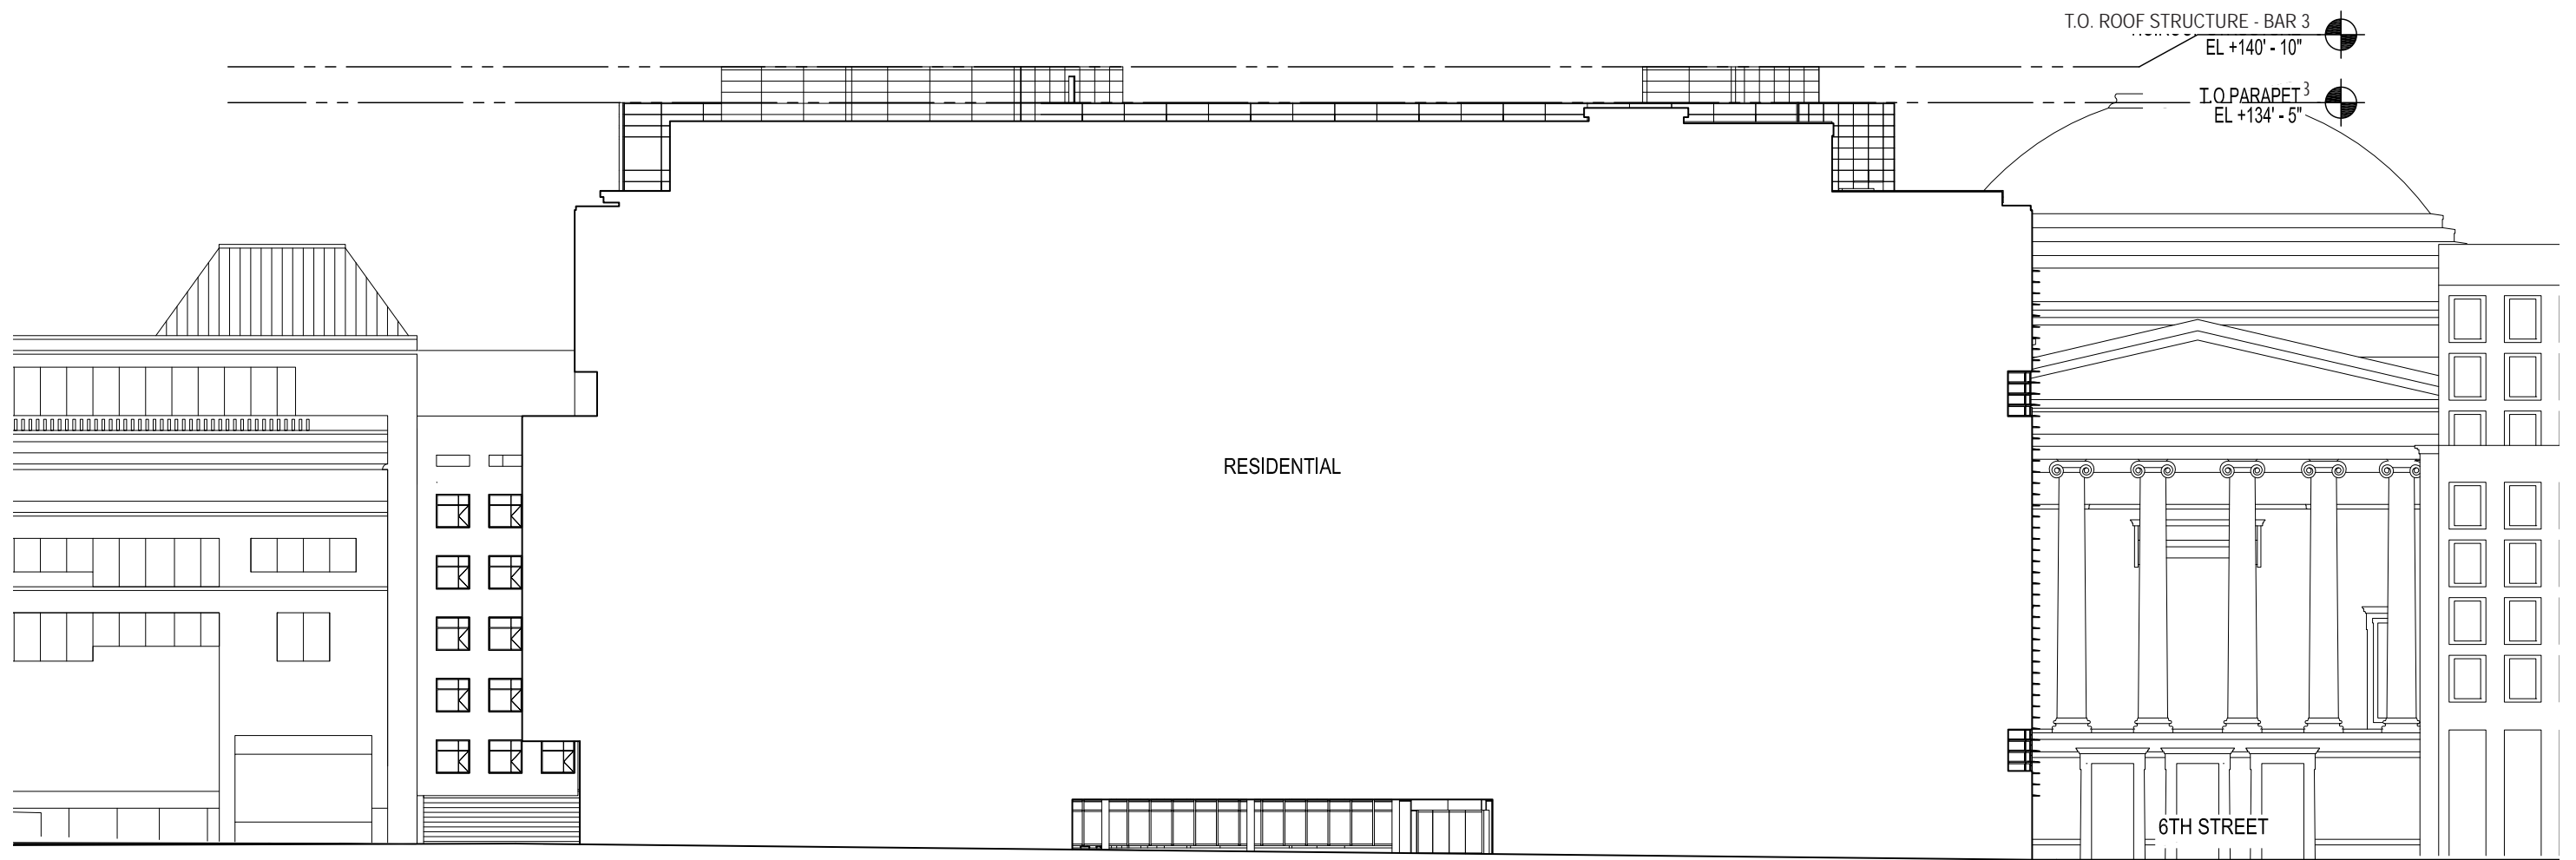 T.O. ROOF STRUCTURE - BAR 3
EL +140' - 10"
T.O PARAPET 3
EL +134' - 5"
RESIDENTIAL
6TH STREET